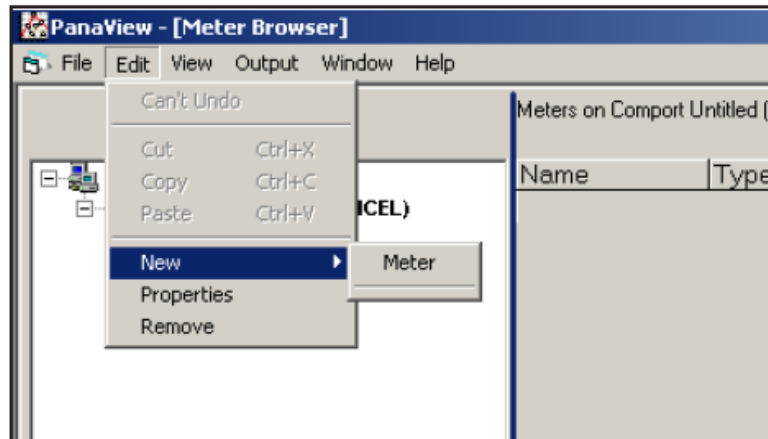 PanaView - [Meter Browser]
File Edit View Output Window Help
Can't Undo
Meters on Comport Untitled (
Cut Ctrl+X
Name Type
Copy Ctrl+C
Paste Ctrl+V
ICEL)
New Meter
Properties
Remove